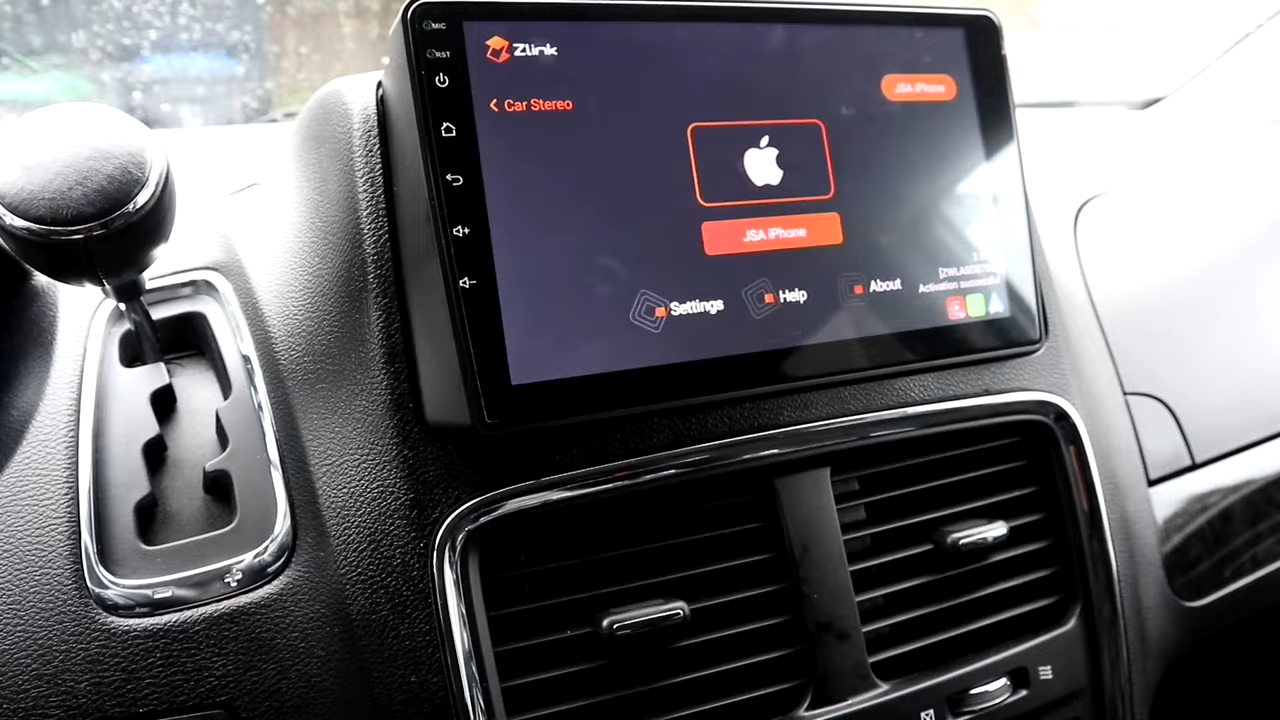 MIC
Zlink
RST
JSA iPhone
< Car Stereo
JSA iPhone
Settings
Help
About
Activation successful